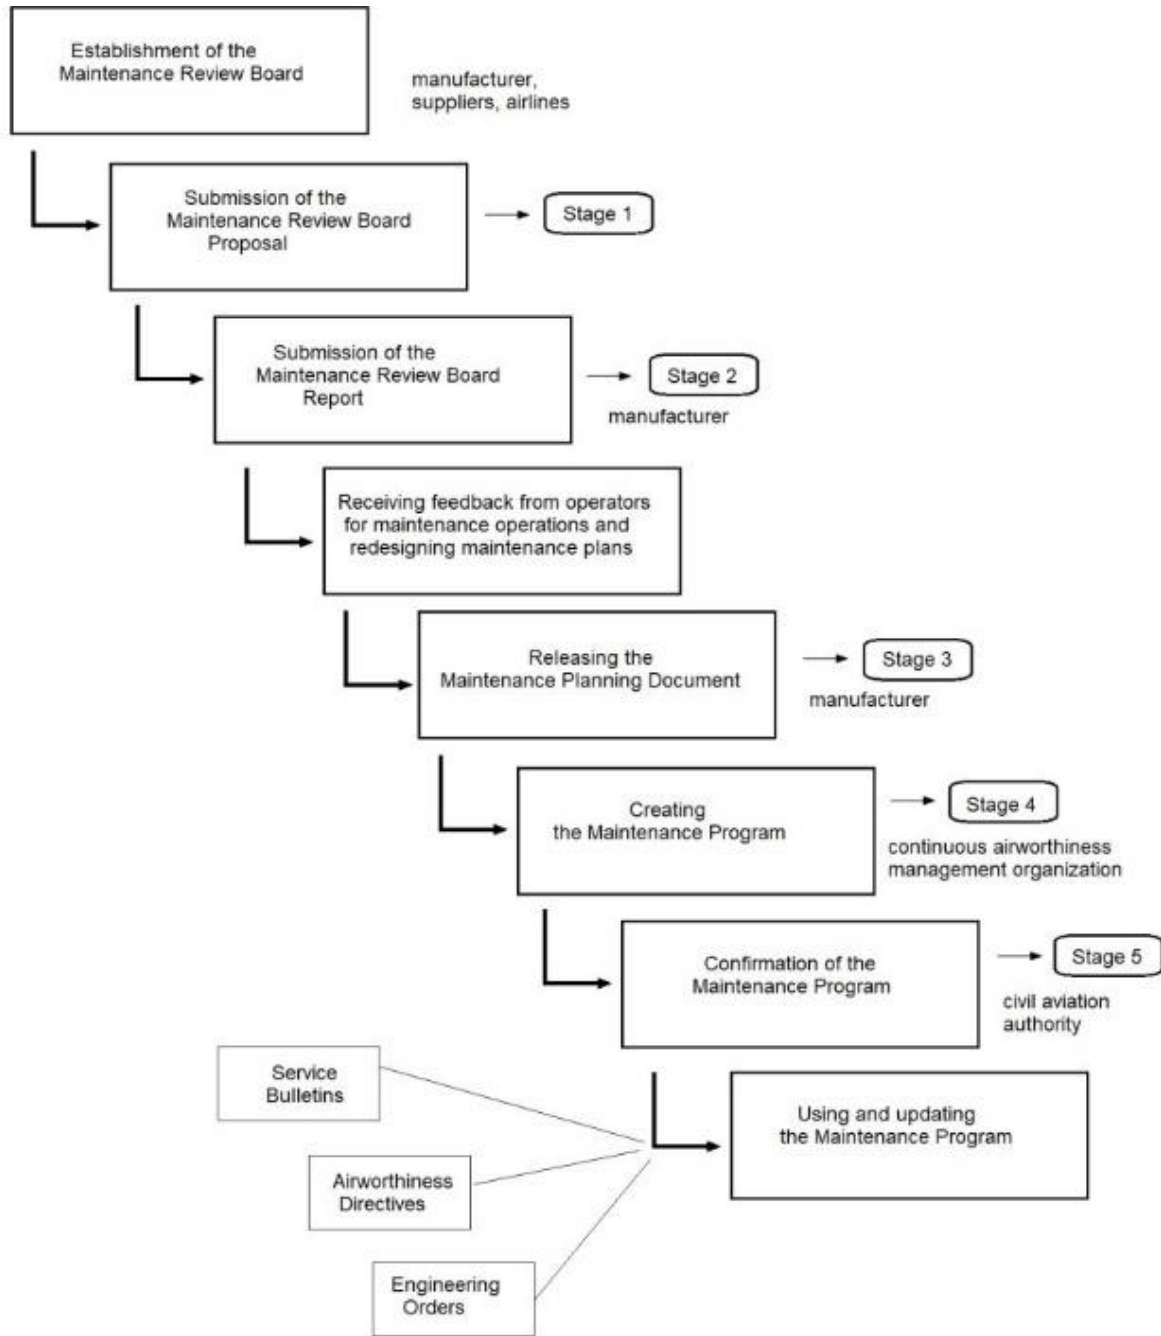 Establishment of the
Maintenance Review Board
manufacturer,
suppliers, airlines
Submission of the
Maintenance Review Board
Proposal
Stage 1
Submission of the
Maintenance Review Board
Report
Stage 2
manufacturer
Receiving feedback from operators
for maintenance operations and
redesigning maintenance plans
Releasing the
Maintenance Planning Document
Stage 3
manufacturer
Creating
the Maintenance Program
Stage 4
continuous airworthiness
management organization
Confirmation of the
Maintenance Program
Stage 5
civil aviation
authority
Service
Bulletins
Using and updating
the Maintenance Program
Airworthiness
Directives
Engineering
Orders